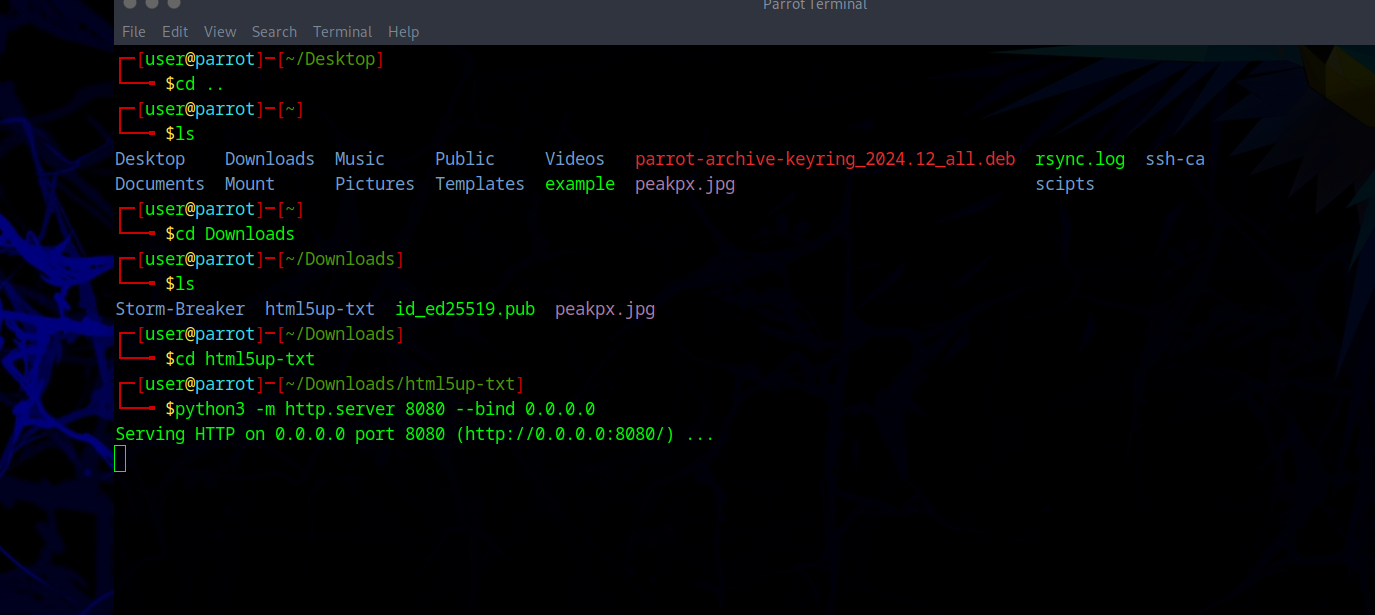 Parrot Terminal
File Edit View Search Terminal Help
┌─[user@parrot]─[~/Desktop]
└──╼ $cd ..
┌─[user@parrot]─[~]
└──╼ $ls
Desktop Downloads Music Public Videos parrot-archive-keyring_2024.12_all.deb rsync.log ssh-ca
Documents Mount Pictures Templates example peakpx.jpg scipts
┌─[user@parrot]─[~]
└──╼ $cd Downloads
┌─[user@parrot]─[~/Downloads]
└──╼ $ls
Storm-Breaker html5up-txt id_ed25519.pub peakpx.jpg
┌─[user@parrot]─[~/Downloads]
└──╼ $cd html5up-txt
┌─[user@parrot]─[~/Downloads/html5up-txt]
└──╼ $python3 -m http.server 8080 --bind 0.0.0.0
Serving HTTP on 0.0.0.0 port 8080 (http://0.0.0.0:8080/) ...